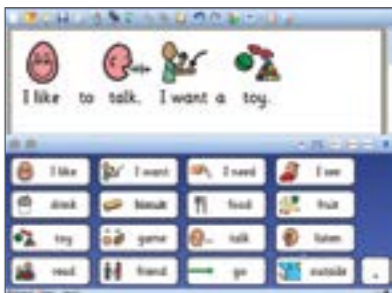 I like to talk. I want a toy.
I like I want I need I see
drink biscuit food fruit
toy game talk listen
read friend go outside
.